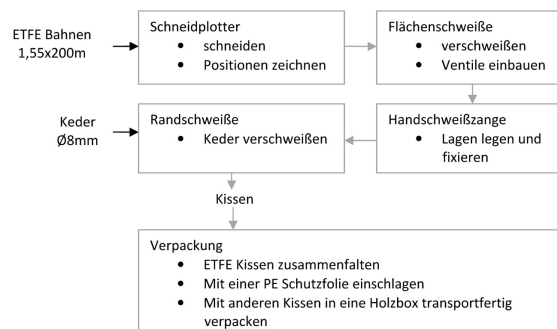 ETFE Bahnen
1,55x200m
Schneidplotter
• schneiden
• Positionen zeichnen
Flächenschweiße
• verschweißen
• Ventile einbauen
Keder
Ø8mm
Randschweiße
• Keder verschweißen
Handschweißzange
• Lagen legen und
fixieren
Kissen
Verpackung
• ETFE Kissen zusammenfalten
• Mit einer PE Schutzfolie einschlagen
• Mit anderen Kissen in eine Holzbox transportfertig
verpacken